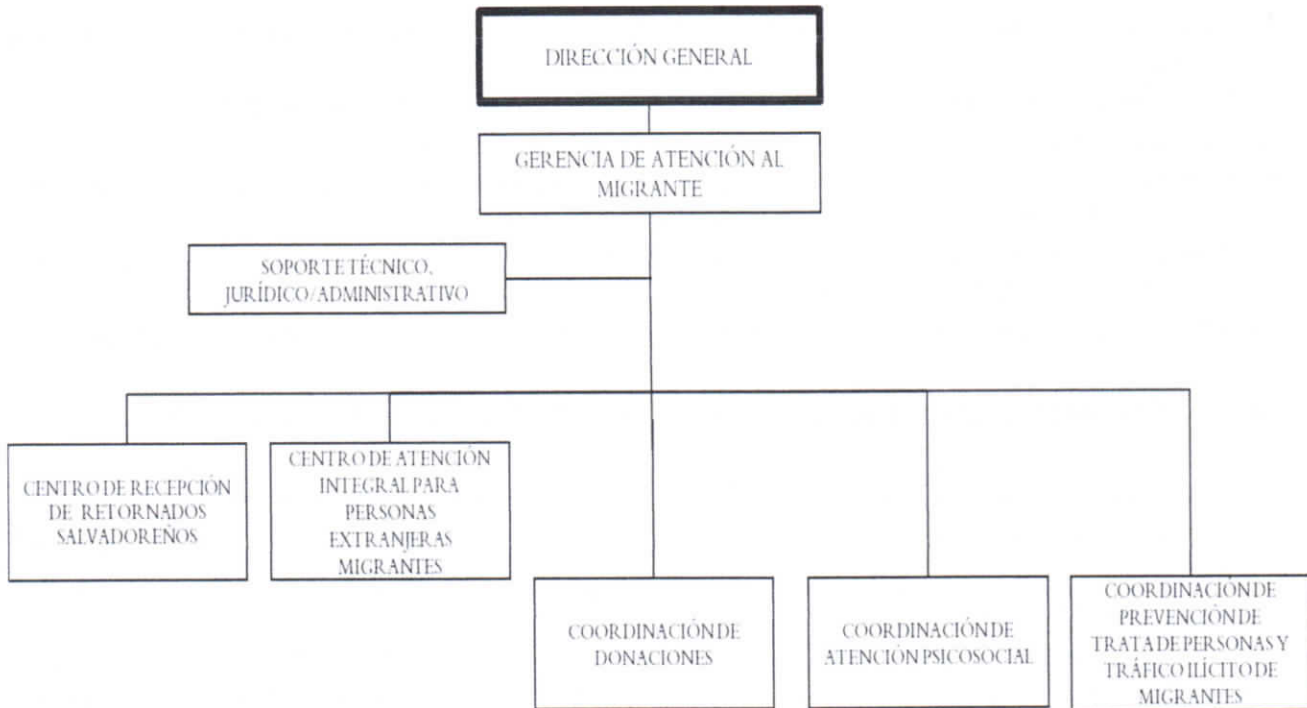 DIRECCIÓN GENERAL
GERENCIA DE ATENCIÓN AL
MIGRANTE
SOPORTE TÉCNICO,
JURÍDICO/ADMINISTRATIVO
CENTRO DE RECEPCIÓN
DE RETORNADOS
SALVADOREÑOS
CENTRO DE ATENCIÓN
INTEGRAL PARA
PERSONAS
EXTRANJERAS
MIGRANTES
COORDINACIÓN DE
DONACIONES
COORDINACIÓN DE
ATENCIÓN PSICOSOCIAL
COORDINACIÓN DE
PREVENCIÓN DE
TRATA DE PERSONAS Y
TRÁFICO ILÍCITO DE
MIGRANTES